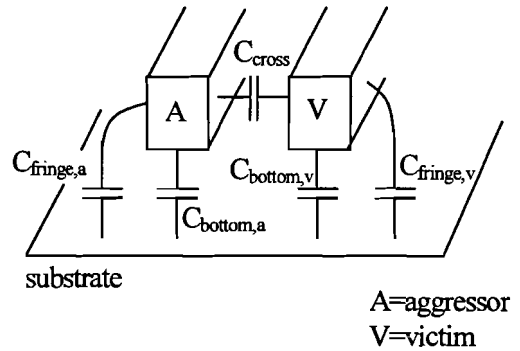 C_cross
A
V
C_fringe,a
C_bottom,v
C_fringe,v
C_bottom,a
substrate
A=aggressor
V=victim